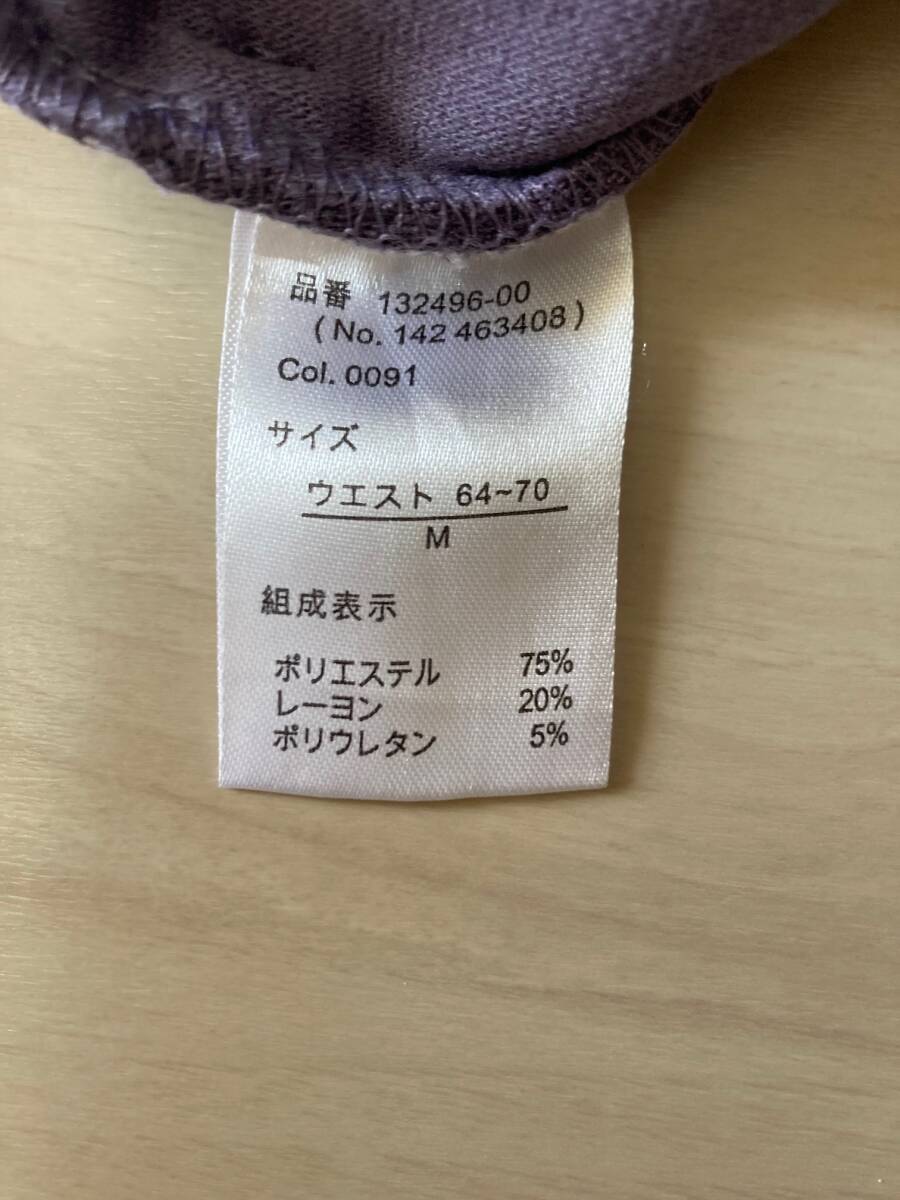 品番 132496-00
(No. 142 463408)
Col. 0091
サイズ
ウエスト 64~70
M
組成表示
ポリエステル 75%
レーヨン 20%
ポリウレタン 5%